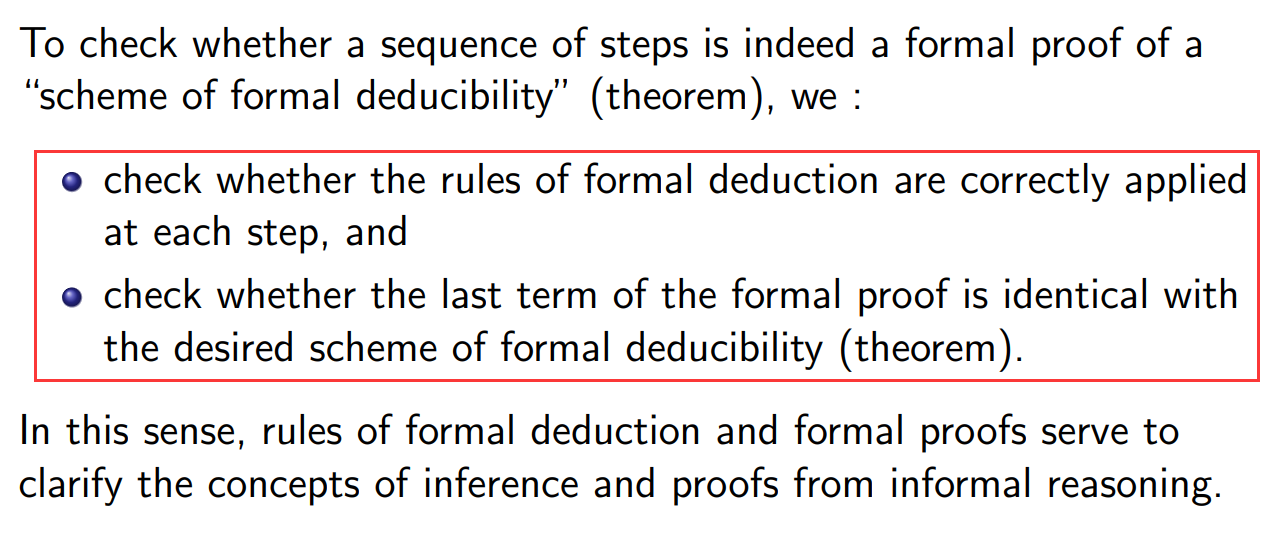 To check whether a sequence of steps is indeed a formal proof of a
“scheme of formal deducibility” (theorem), we :
check whether the rules of formal deduction are correctly applied
at each step, and
check whether the last term of the formal proof is identical with
the desired scheme of formal deducibility (theorem).
In this sense, rules of formal deduction and formal proofs serve to
clarify the concepts of inference and proofs from informal reasoning.